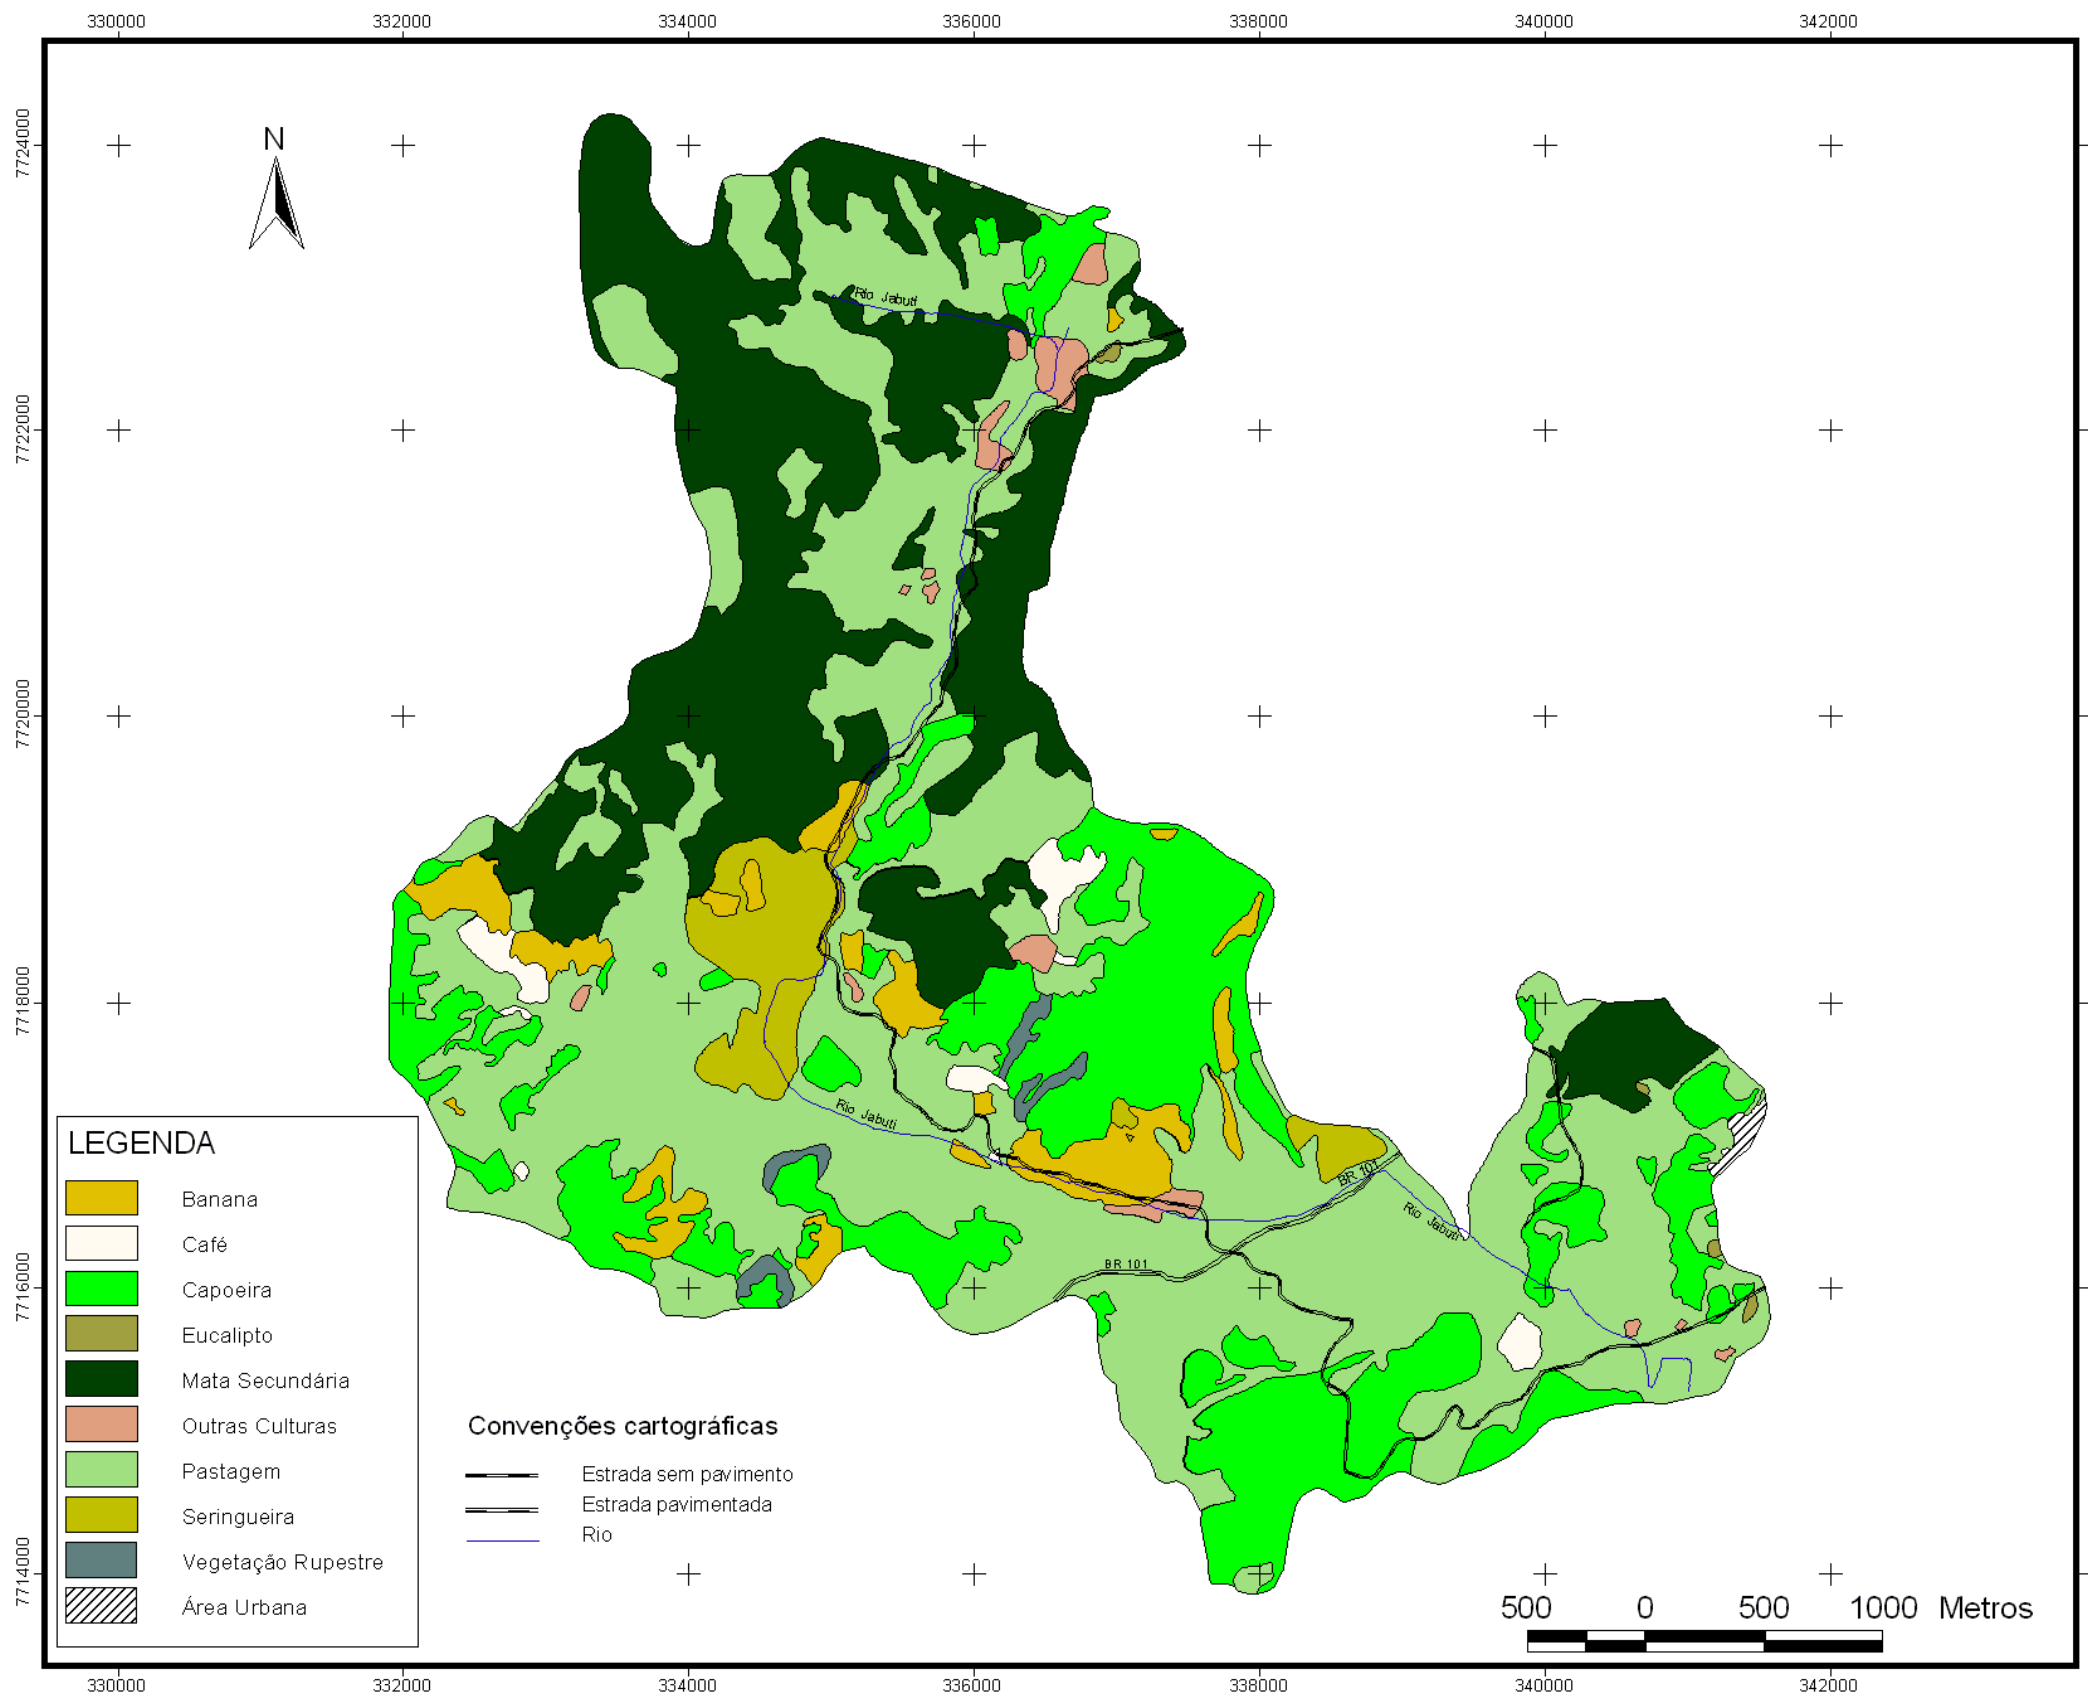 330000 332000 334000 336000 338000 340000 342000
7724000
7722000
7720000
7718000
7716000
7714000
N
Rio Jabuti
Rio Jabuti
BR 101
Rio Jabuti
BR 101
LEGENDA
Banana
Café
Capoeira
Eucalipto
Mata Secundária
Outras Culturas
Pastagem
Seringueira
Vegetação Rupestre
Área Urbana
Convenções cartográficas
Estrada sem pavimento
Estrada pavimentada
Rio
500 0 500 1000 Metros
330000 332000 334000 336000 338000 340000 342000